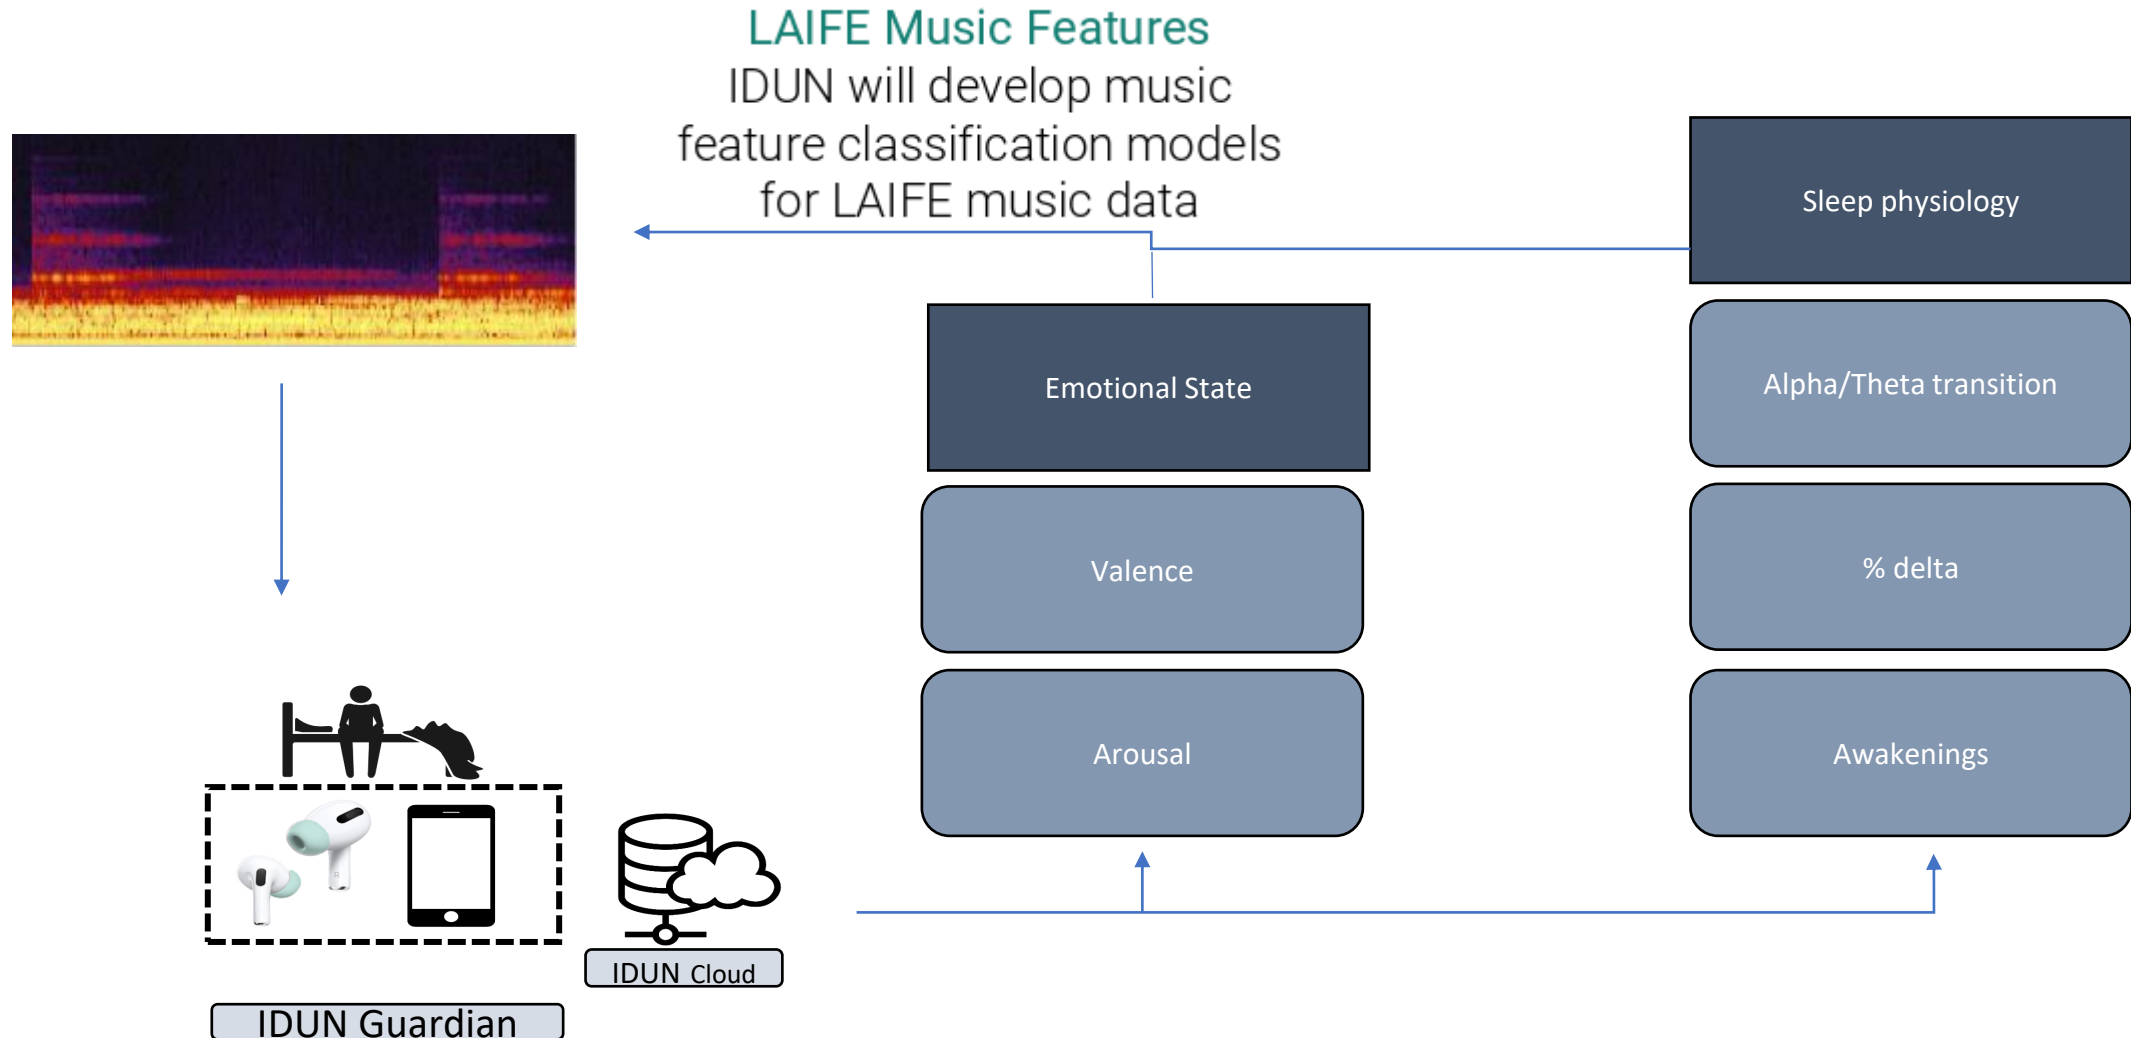 LAIFE Music Features
IDUN will develop music
feature classification models
for LAIFE music data
Sleep physiology
Emotional State
Alpha/Theta transition
Valence
% delta
Arousal
Awakenings
R
IDUN Cloud
IDUN Guardian